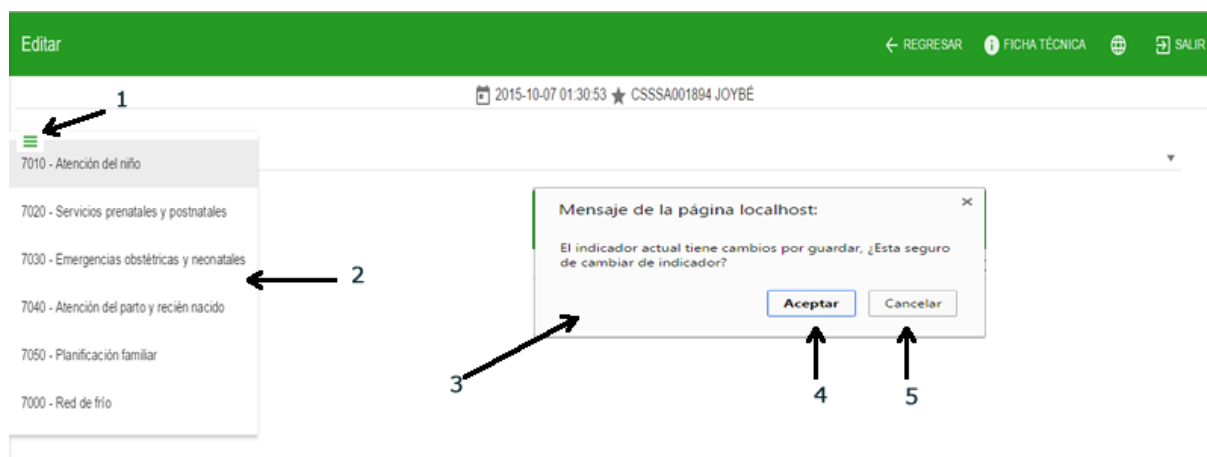 Editar
REGRESAR
FICHA TÉCNICA
SALIR
2015-10-07 01:30:53 CSSSA001894 JOYBÉ
1
7010 - Atención del niño
7020 - Servicios prenatales y postnatales
7030 - Emergencias obstétricas y neonatales
7040 - Atención del parto y recién nacido
7050 - Planificación familiar
7000 - Red de frio
2
Mensaje de la página localhost:
El indicador actual tiene cambios por guardar, ¿Esta seguro
de cambiar de indicador?
Aceptar
Cancelar
3
4
5